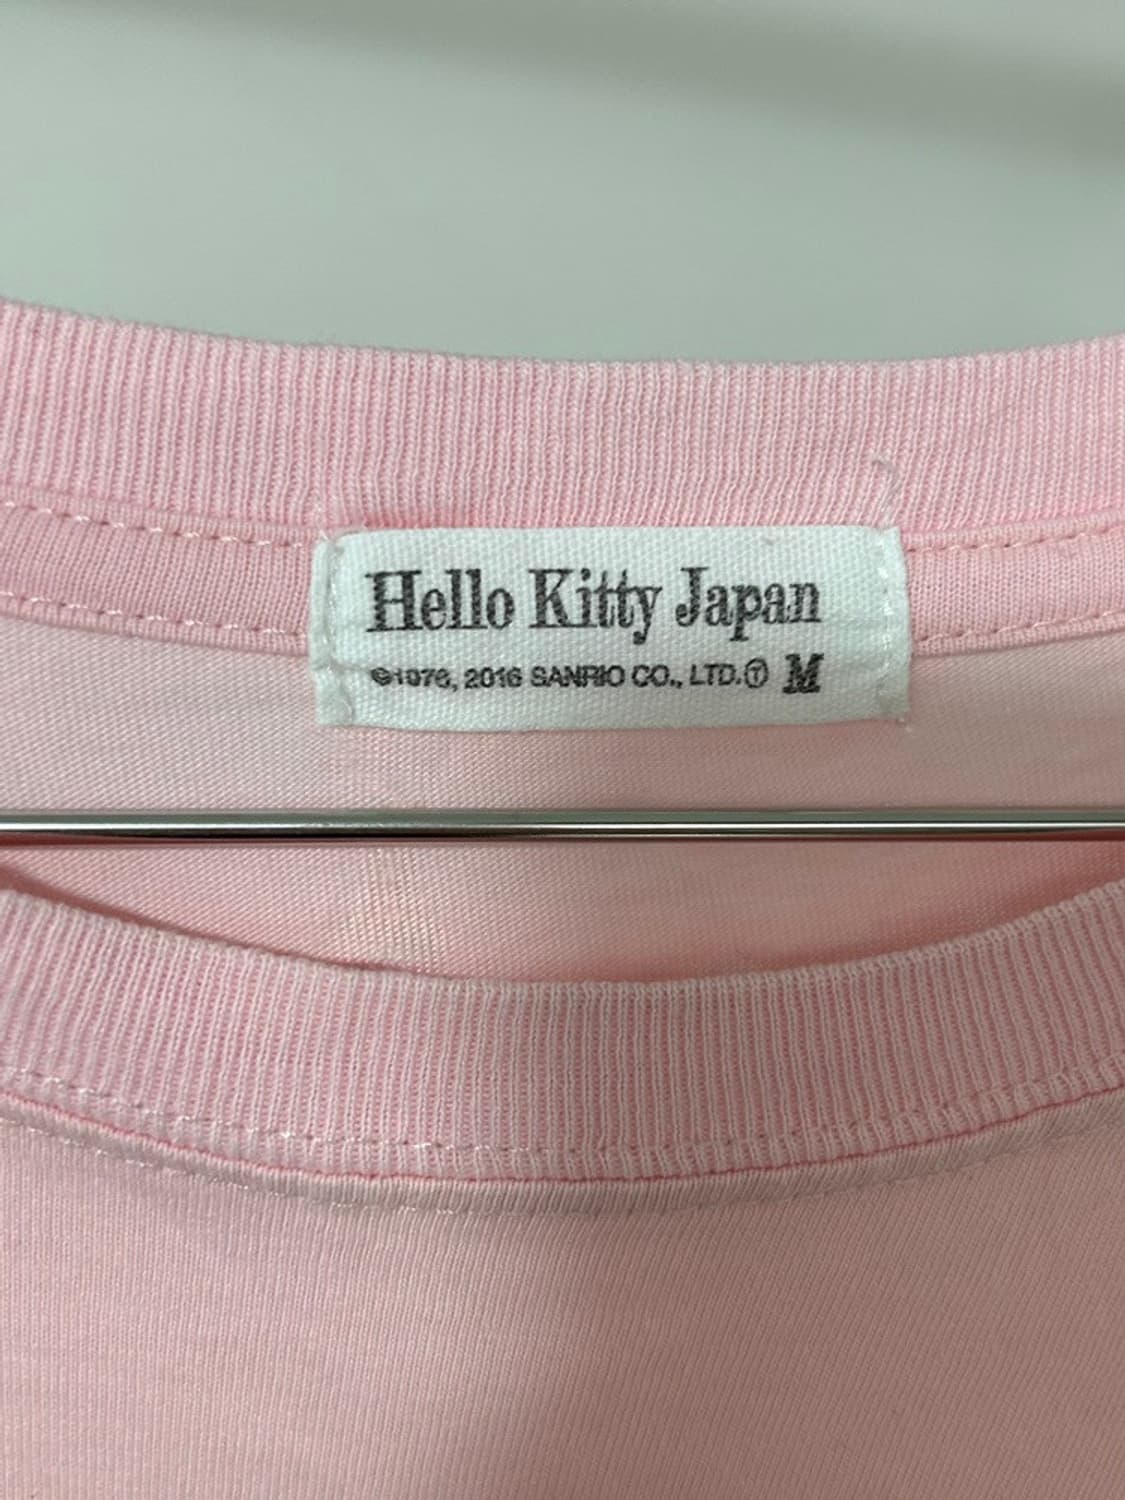 Hello Kitty Japan
©1976, 2016 SANRIO CO., LTD.Ⓣ M